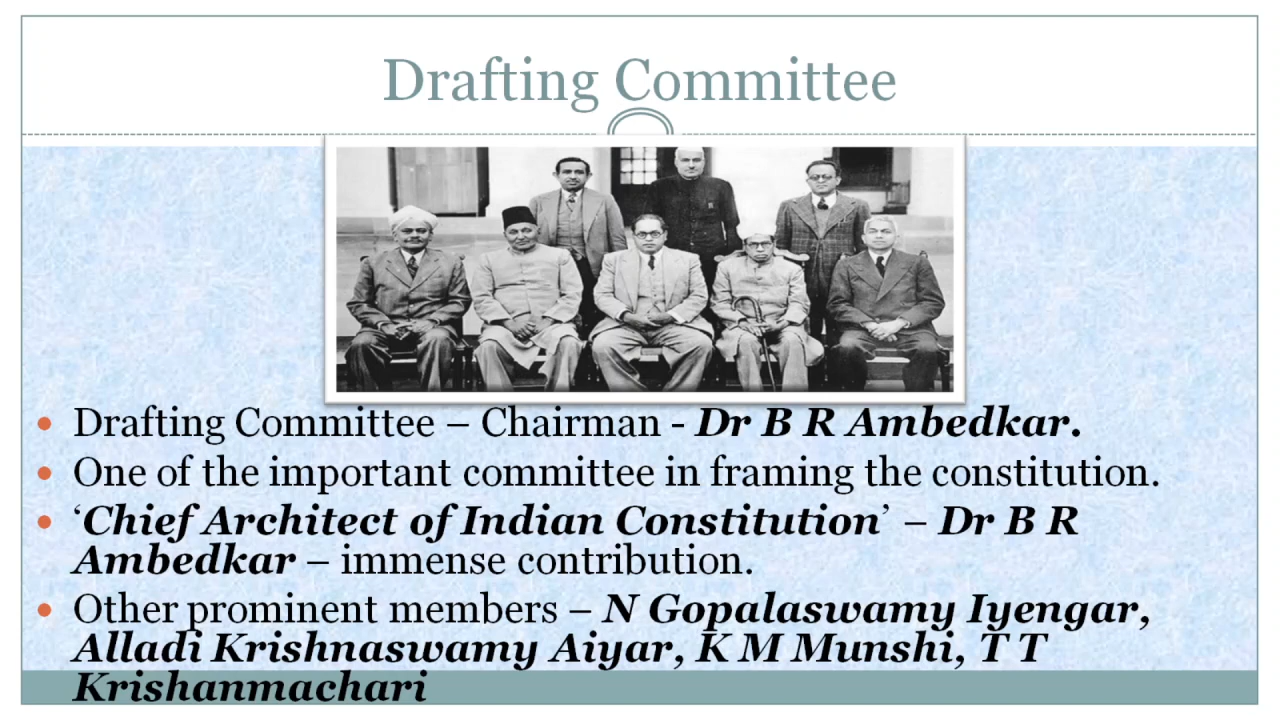 Drafting Committee
Drafting Committee – Chairman - Dr B R Ambedkar.
One of the important committee in framing the constitution.
‘Chief Architect of Indian Constitution’ – Dr B R
Ambedkar – immense contribution.
Other prominent members – N Gopalaswamy Iyengar,
Alladi Krishnaswamy Aiyar, K M Munshi, T T
Krishanmachari